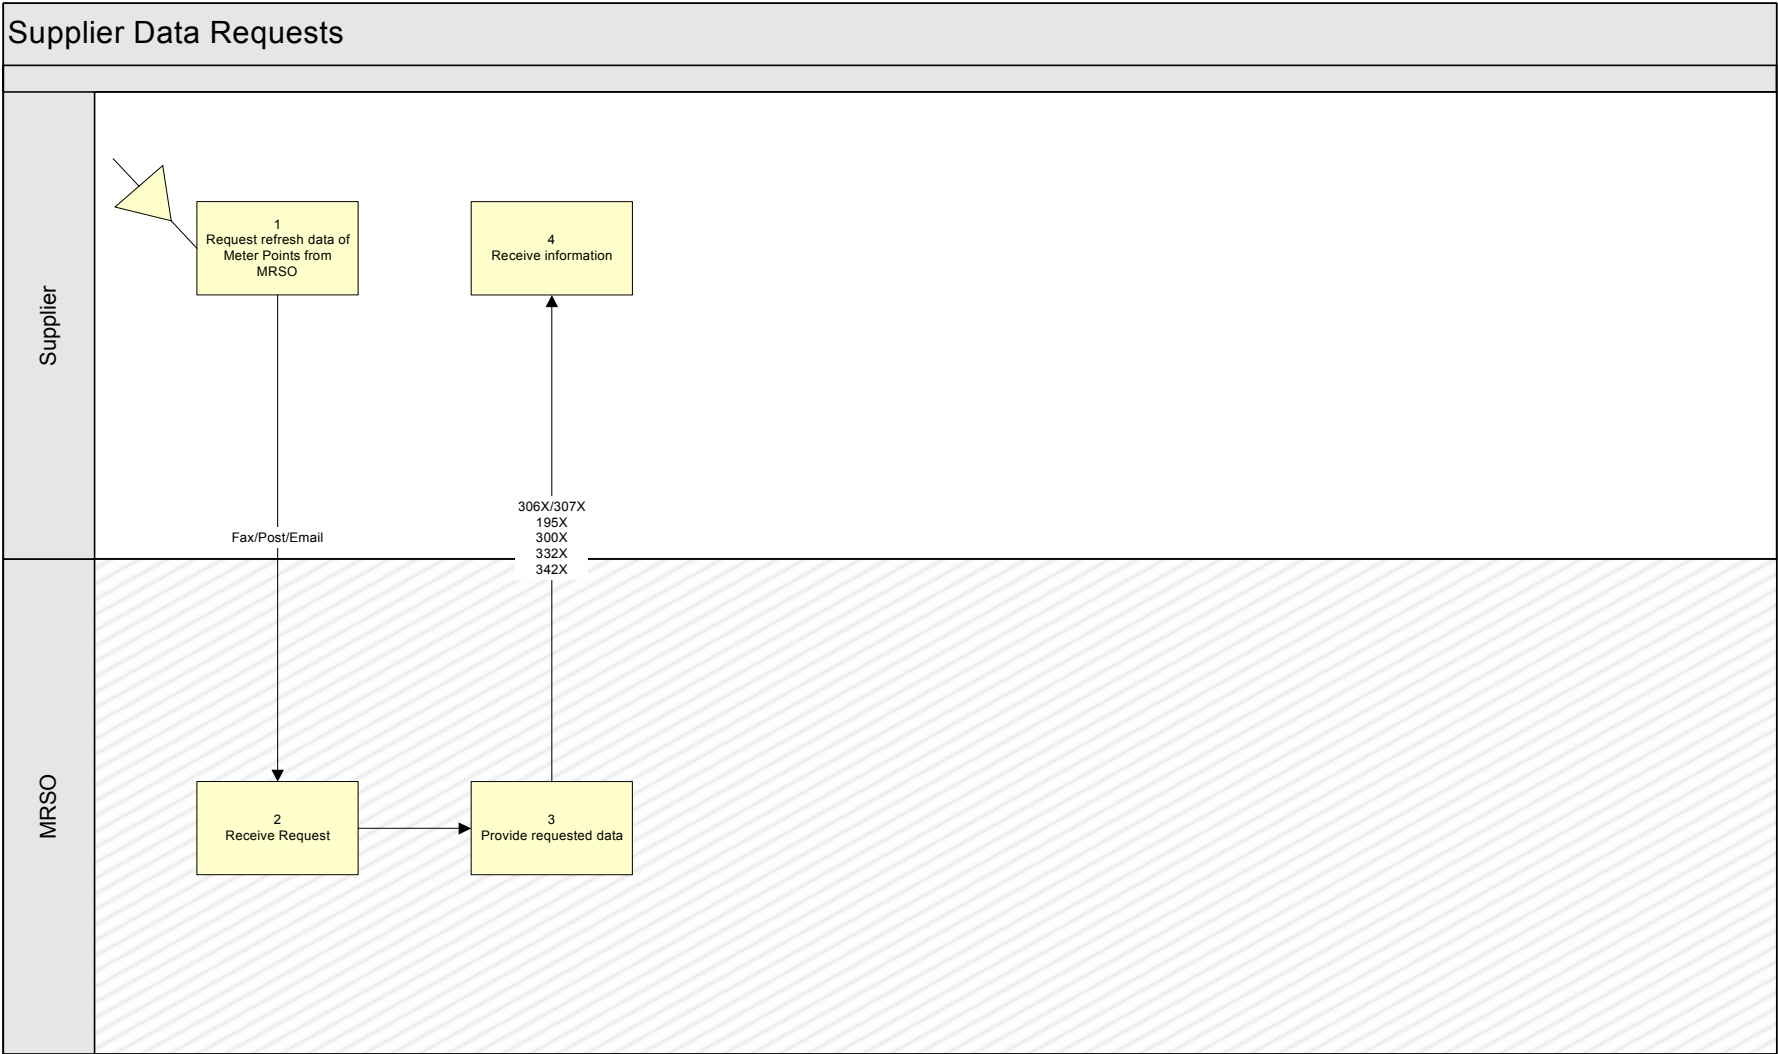 Supplier Data Requests
Supplier
1
Request refresh data of
Meter Points from
MRSO
4
Receive information
Fax/Post/Email
306X/307X
195X
300X
332X
342X
MRSO
2
Receive Request
3
Provide requested data